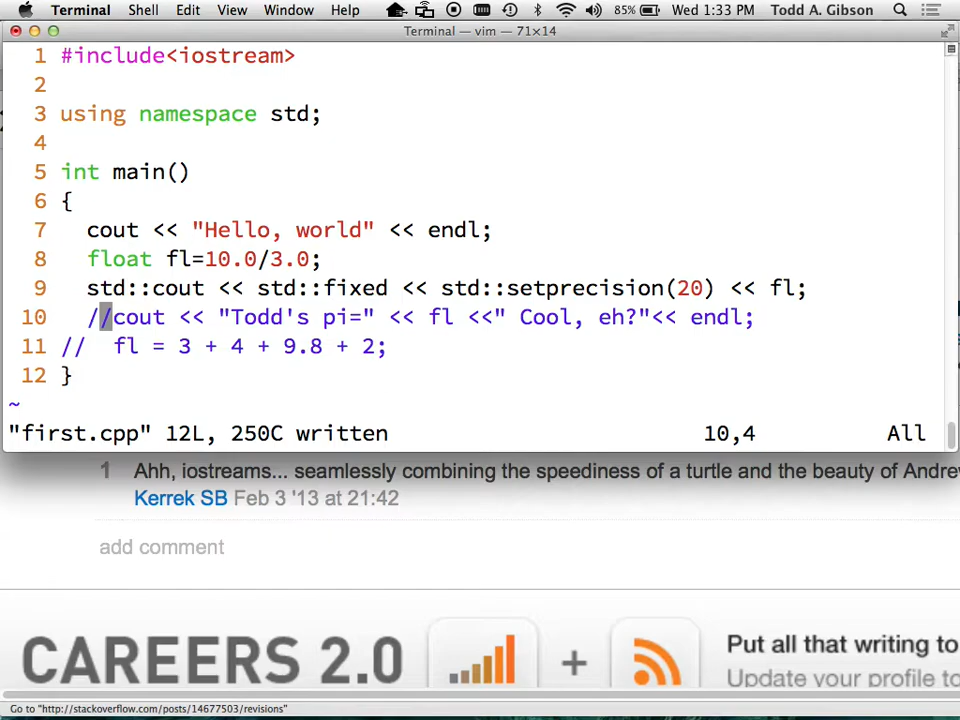 Terminal Shell Edit View Window Help 85% Wed 1:33 PM Todd A. Gibson
Terminal — vim — 71×14
1 #include<iostream>
2
3 using namespace std;
4
5 int main()
6 {
7   cout << "Hello, world" << endl;
8   float fl=10.0/3.0;
9   std::cout << std::fixed << std::setprecision(20) << fl;
10   //cout << "Todd's pi=" << fl <<" Cool, eh?"<< endl;
11 //  fl = 3 + 4 + 9.8 + 2;
12 }
~
"first.cpp" 12L, 250C written 10,4 All
1 Ahh, iostreams... seamlessly combining the speediness of a turtle and the beauty of Andre
Kerrek SB Feb 3 '13 at 21:42
add comment
CAREERS 2.0 + Put all that writing to
Update your profile to
Go to "http://stackoverflow.com/posts/14677503/revisions"